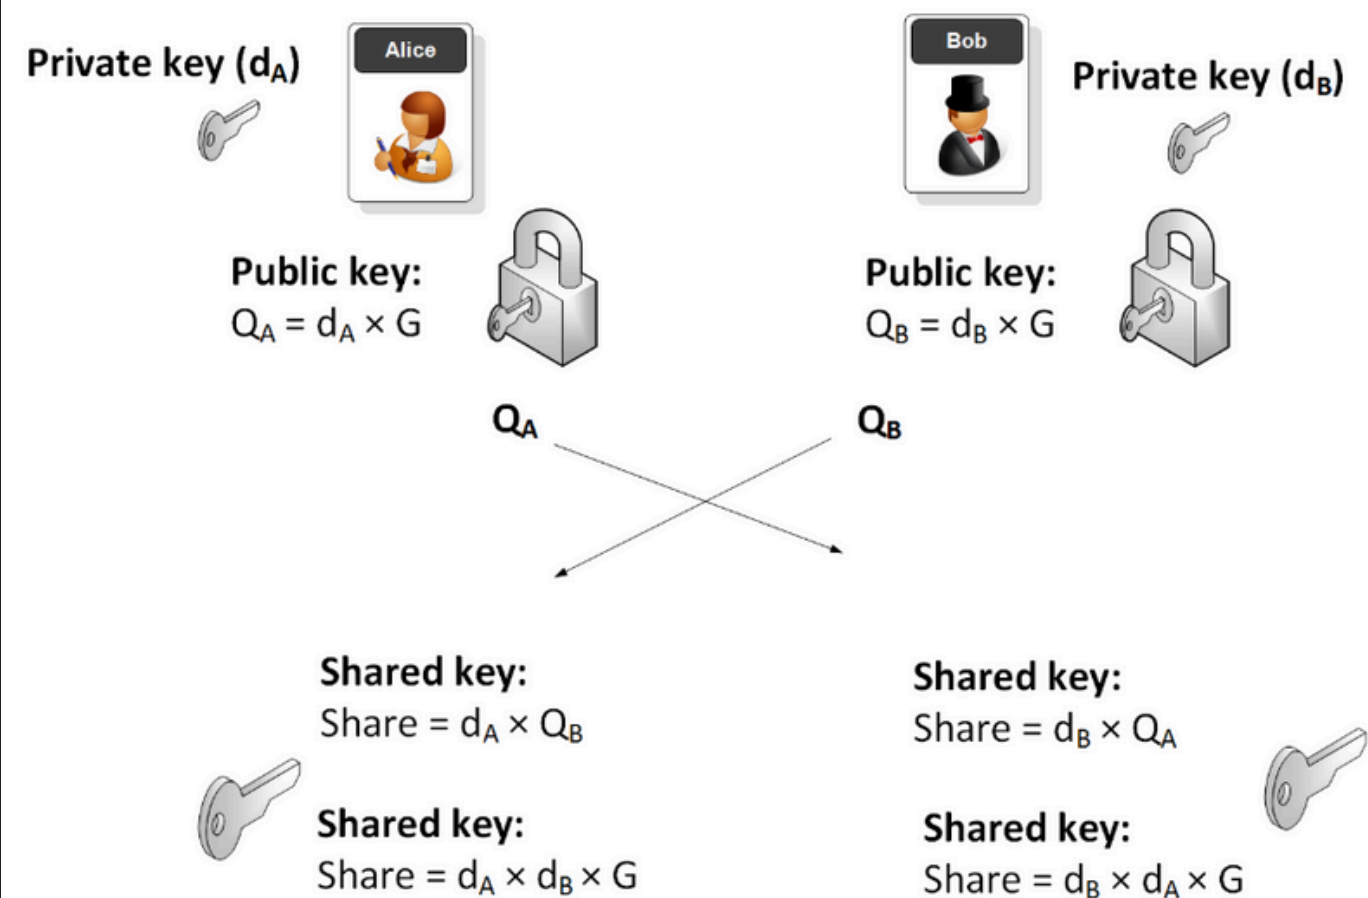 Alice
Private key (dA)
Public key:
QA = dA × G
Bob
Private key (dB)
Public key:
QB = dB × G
QA
QB
Shared key:
Share = dA × QB
Shared key:
Share = dA × dB × G
Shared key:
Share = dB × QA
Shared key:
Share = dB × dA × G